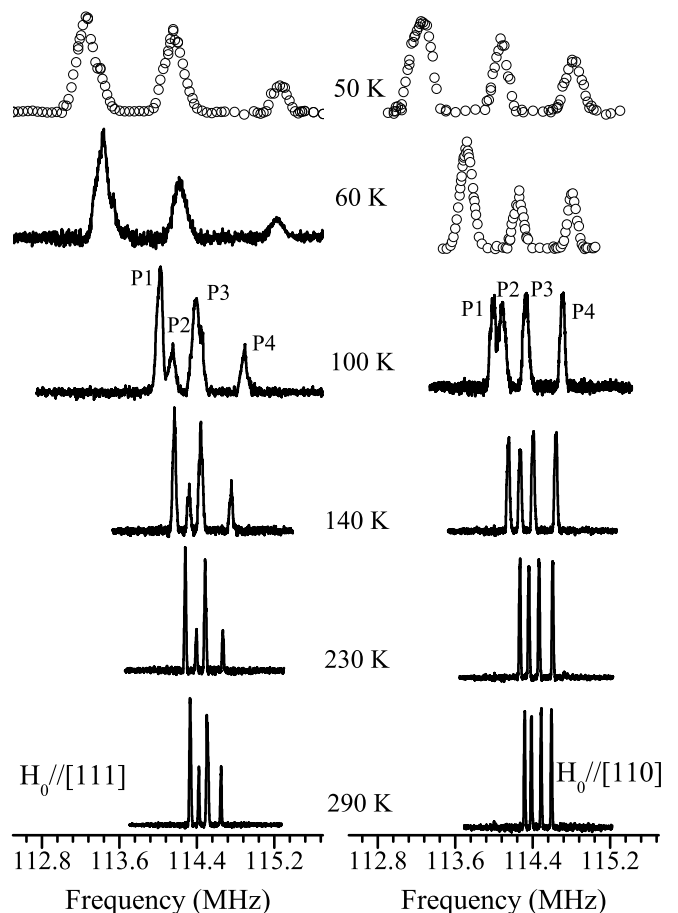 50 K
60 K
P1
P2
P3
P4
100 K
P1
P2
P3
P4
140 K
230 K
H0//[111]
290 K
H0//[110]
112.8 113.6 114.4 115.2
112.8 113.6 114.4 115.2
Frequency (MHz)
Frequency (MHz)